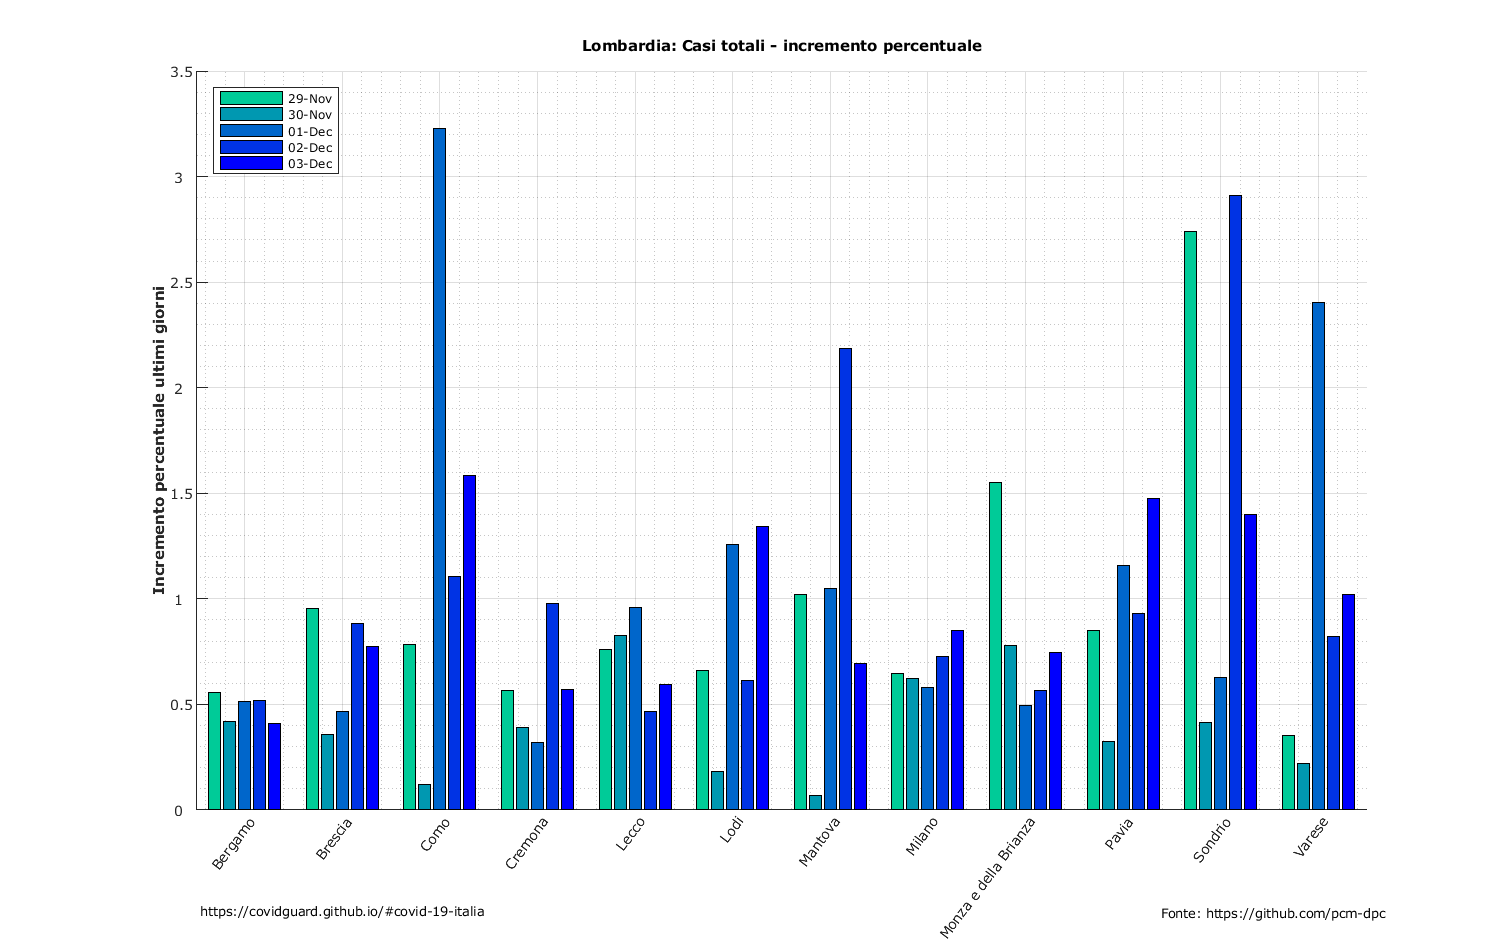 Lombardia: Casi totali - incremento percentuale
Incremento percentuale ultimi giorni
3.5
3
2.5
2
1.5
1
0.5
0
29-Nov
30-Nov
01-Dec
02-Dec
03-Dec
Bergamo
Brescia
Como
Cremona
Lecco
Lodi
Mantova
Milano
Monza e della Brianza
Pavia
Sondrio
Varese
https://covidguard.github.io/#covid-19-italia
Fonte: https://github.com/pcm-dpc